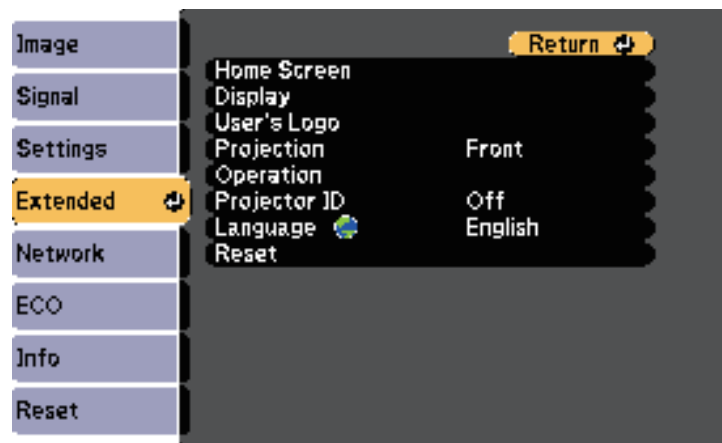 Image
Signal
Settings
Extended
Network
ECO
Info
Reset
Return
Home Screen
Display
User's Logo
Projection Front
Operation
Projector ID Off
Language English
Reset